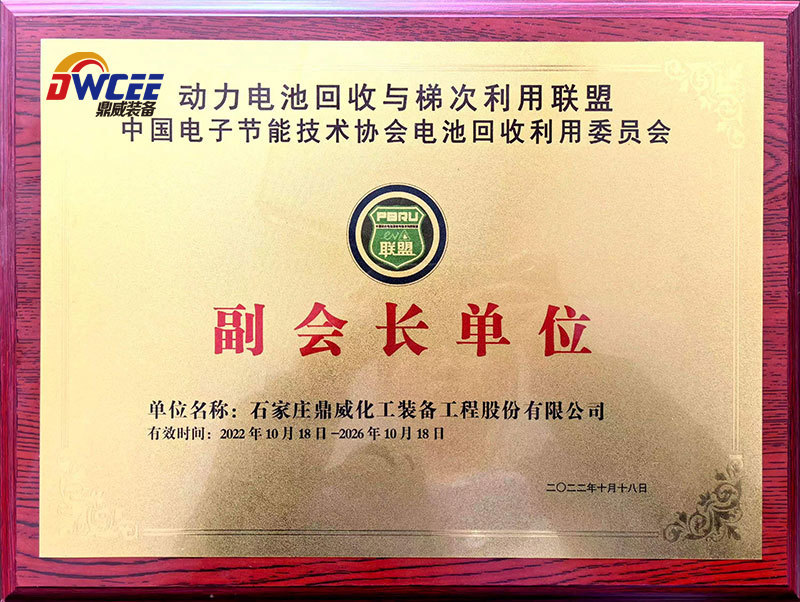 DWCEE
鼎威装备
动力电池回收与梯次利用联盟
中国电子节能技术协会电池回收利用委员会
PBRU
联盟
副会长单位
单位名称：石家庄鼎威化工装备工程股份有限公司
有效时间：2022年10月18日-2026年10月18日
二〇二二年十月十八日